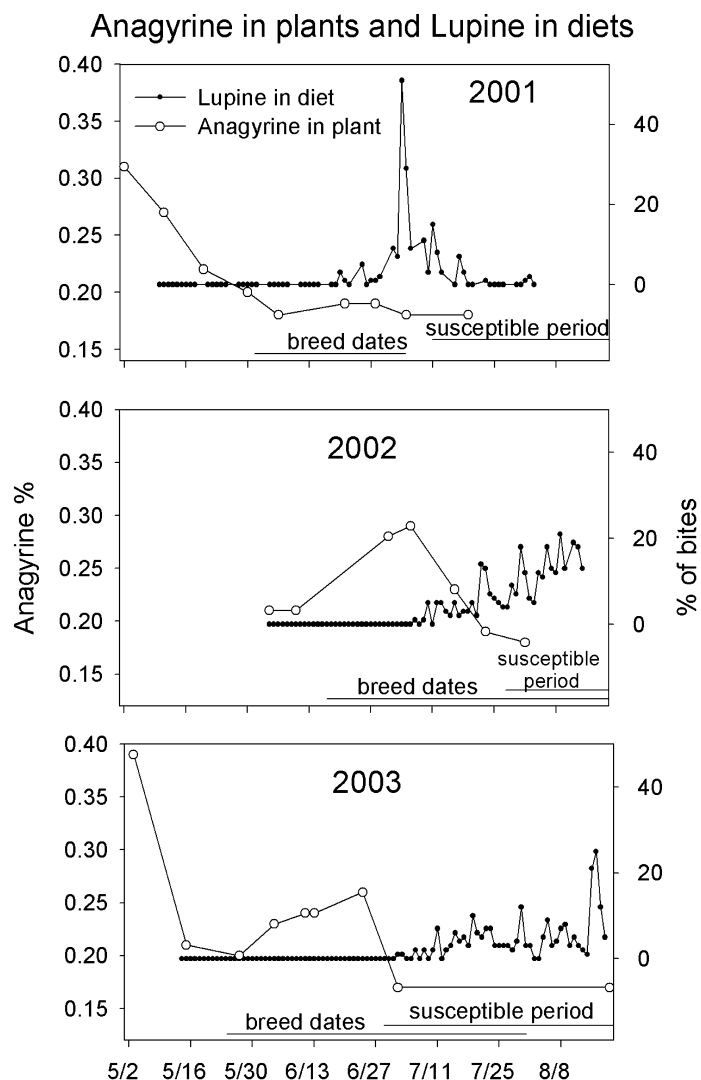 Anagyrine in plants and Lupine in diets
0.40
0.35
0.30
0.25
0.20
0.15
Lupine in diet
Anagyrine in plant
2001
40
20
0
breed dates
susceptible period
0.40
0.35
0.30
0.25
0.20
0.15
2002
40
20
0
susceptible
period
breed dates
Anagyrine %
% of bites
0.40
0.35
0.30
0.25
0.20
0.15
2003
40
20
0
susceptible period
breed dates
5/2 5/16 5/30 6/13 6/27 7/11 7/25 8/8